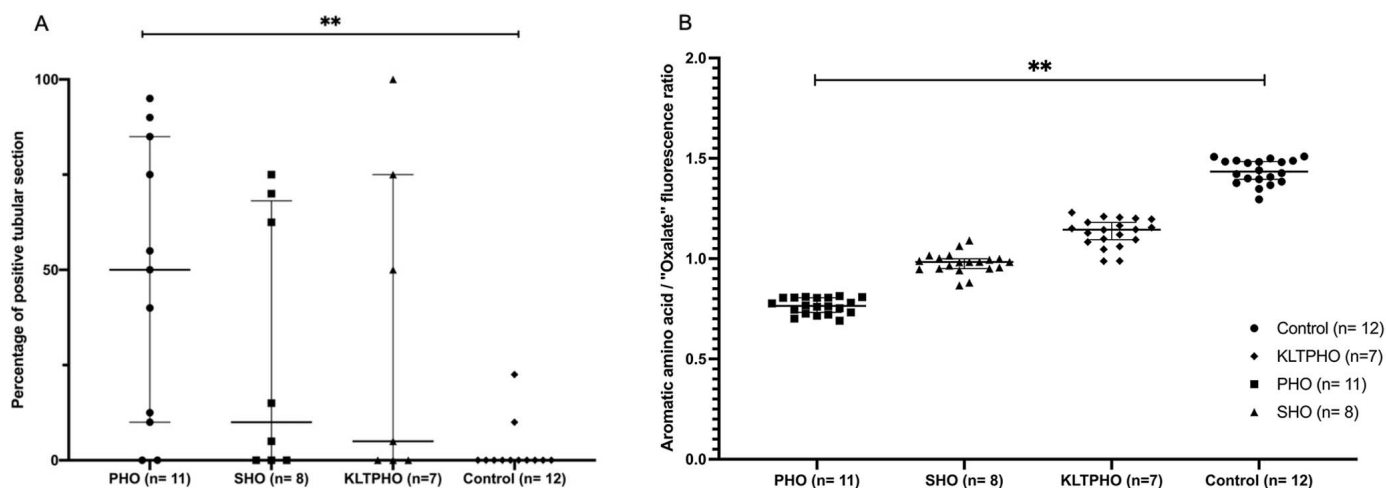 A
**
Percentage of positive tubular section
100
50
0
PHO (n= 11)
SHO (n= 8)
KLTPHO (n=7)
Control (n= 12)
B
**
Aromatic amino acid / "Oxalate" fluorescence ratio
2.0
1.5
1.0
0.5
0.0
Control (n= 12)
KLTPHO (n=7)
PHO (n= 11)
SHO (n= 8)
PHO (n= 11)
SHO (n= 8)
KLTPHO (n=7)
Control (n= 12)